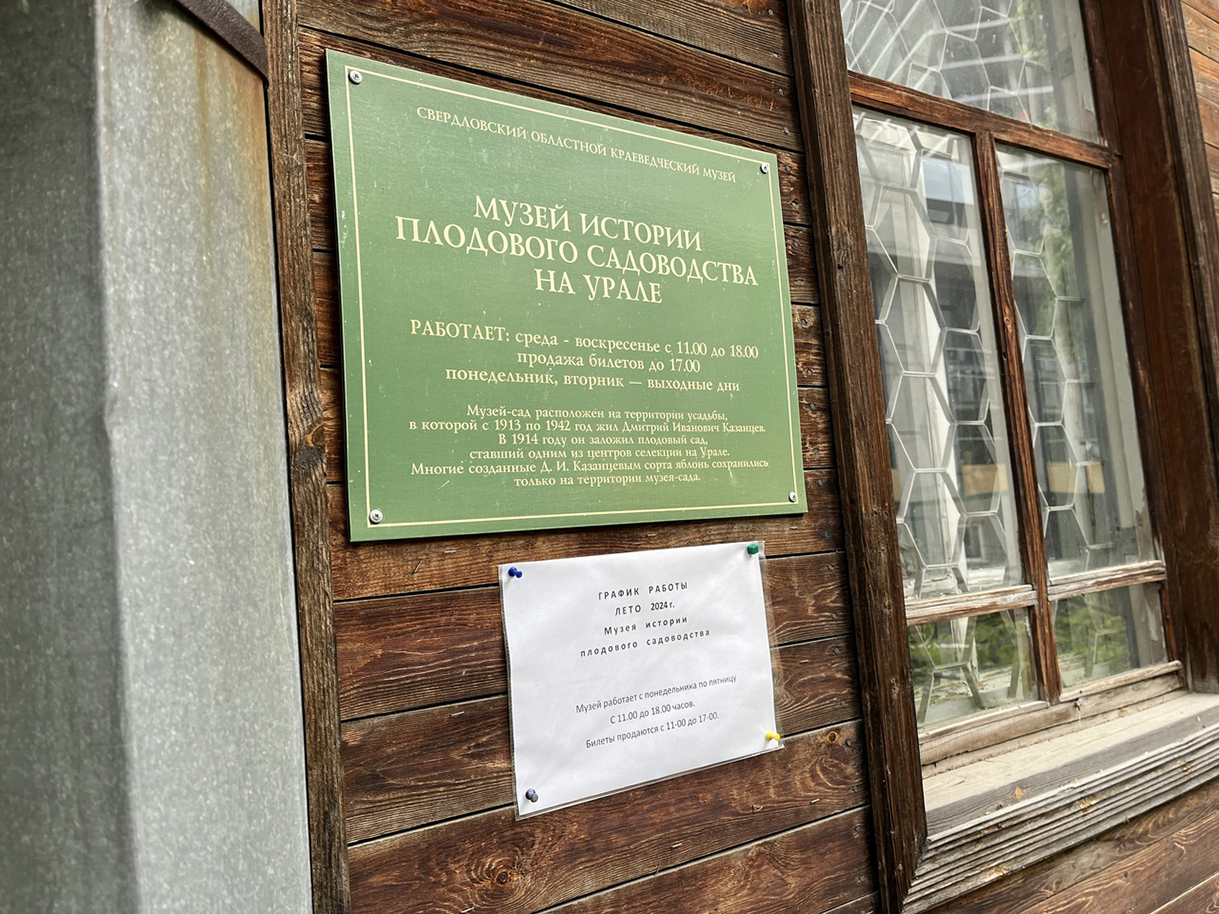 СВЕРДЛОВСКИЙ ОБЛАСТНОЙ КРАЕВЕДЧЕСКИЙ МУЗЕЙ
МУЗЕЙ ИСТОРИИ
ПЛОДОВОГО САДОВОДСТВА
НА УРАЛЕ
РАБОТАЕТ: среда - воскресенье с 11.00 до 18.00
продажа билетов до 17.00
понедельник, вторник — выходные дни
Музей-сад расположен на территории усадьбы,
в которой с 1913 по 1942 год жил Дмитрий Иванович Казанцев.
В 1914 году он заложил плодовый сад,
ставший одним из центров селекции на Урале.
Многие созданные Д. И. Казанцевым сорта яблонь сохранились
только на территории музея-сада.
ГРАФИК РАБОТЫ
ЛЕТО 2024 г.
Музея истории
плодового садоводства
Музей работает с понедельника по пятницу
С 11.00 до 18.00 часов.
Билеты продаются с 11-00 до 17-00.